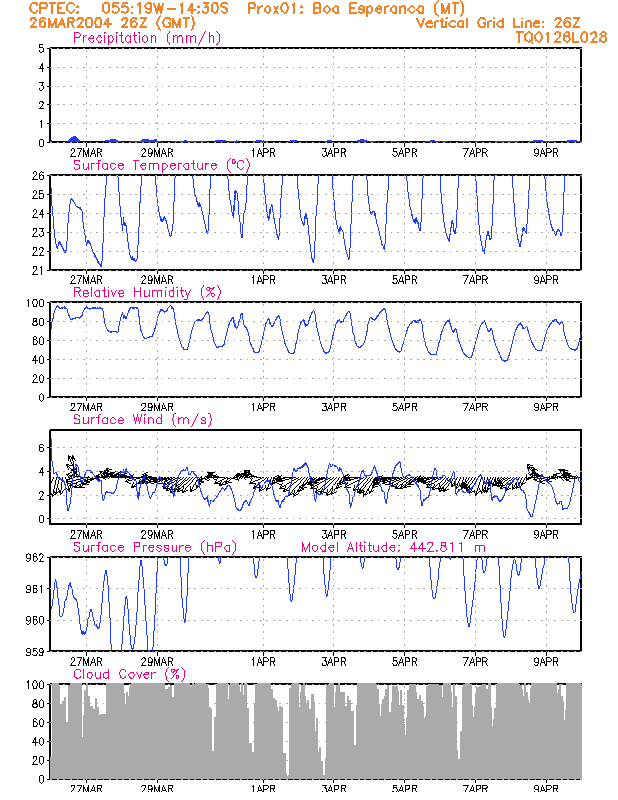 CPTEC: 055:19W-14:30S Prox01: Boa Esperanca (MT)
26MAR2004 26Z (GMT) Vertical Grid Line: 26Z
Precipitation (mm/h) TQ0126L028
5
4
3
2
1
0
27MAR 29MAR 1APR 3APR 5APR 7APR 9APR
Surface Temperature (°C)
26
25
24
23
22
21
27MAR 29MAR 1APR 3APR 5APR 7APR 9APR
Relative Humidity (%)
100
80
60
40
20
0
27MAR 29MAR 1APR 3APR 5APR 7APR 9APR
Surface Wind (m/s)
6
4
2
0
27MAR 29MAR 1APR 3APR 5APR 7APR 9APR
Surface Pressure (hPa) Model Altitude: 442.811 m
962
961
960
959
27MAR 29MAR 1APR 3APR 5APR 7APR 9APR
Cloud Cover (%)
100
80
60
40
20
0
27MAR 29MAR 1APR 3APR 5APR 7APR 9APR